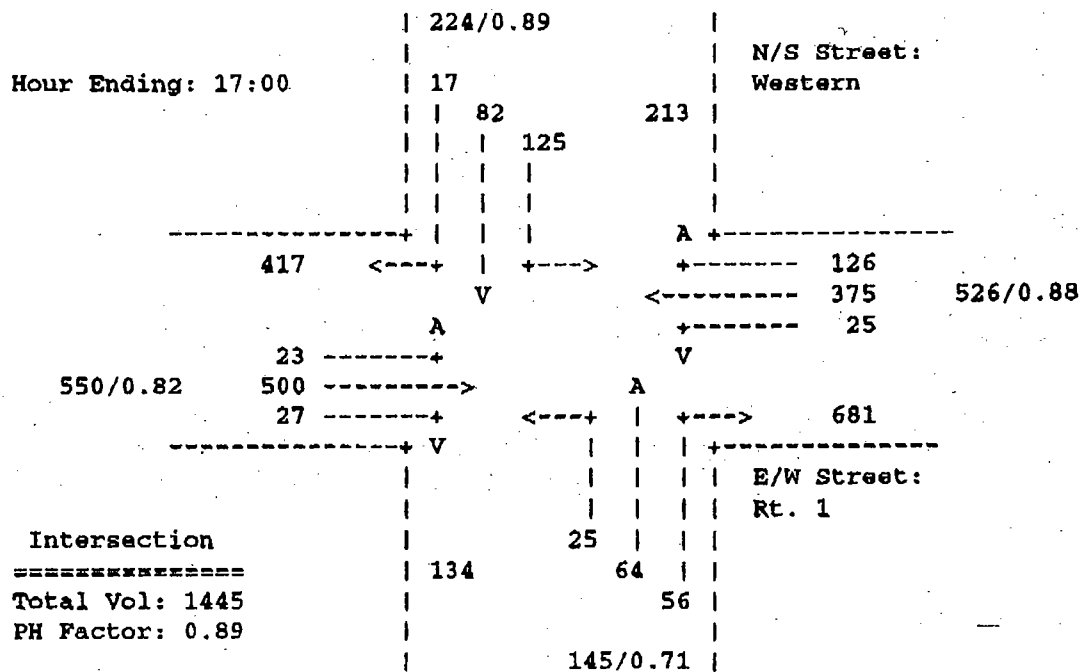 224/0.89
N/S Street:
Hour Ending: 17:00 17 Western
82 213
125
417 126
375 526/0.88
25
23
550/0.82 500
27 681
E/W Street:
Rt. 1
Intersection 25
================ 134 64
Total Vol: 1445 56
PH Factor: 0.89
145/0.71